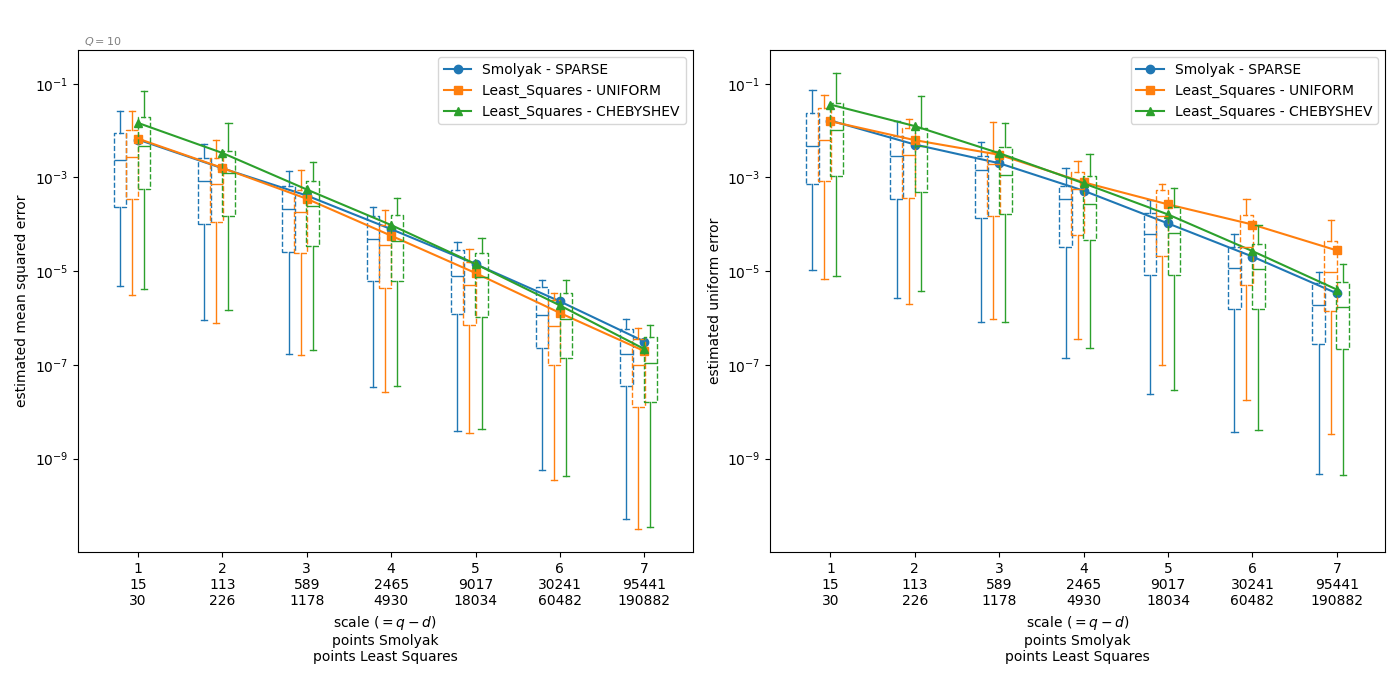 Q = 10
Smolyak - SPARSE
Least_Squares - UNIFORM
Least_Squares - CHEBYSHEV
estimated mean squared error
10⁻¹
10⁻³
10⁻⁵
10⁻⁷
10⁻⁹
1 2 3 4 5 6 7
15 113 589 2465 9017 30241 95441
30 226 1178 4930 18034 60482 190882
scale (= q − d)
points Smolyak
points Least Squares
Smolyak - SPARSE
Least_Squares - UNIFORM
Least_Squares - CHEBYSHEV
estimated uniform error
10⁻¹
10⁻³
10⁻⁵
10⁻⁷
10⁻⁹
1 2 3 4 5 6 7
15 113 589 2465 9017 30241 95441
30 226 1178 4930 18034 60482 190882
scale (= q − d)
points Smolyak
points Least Squares